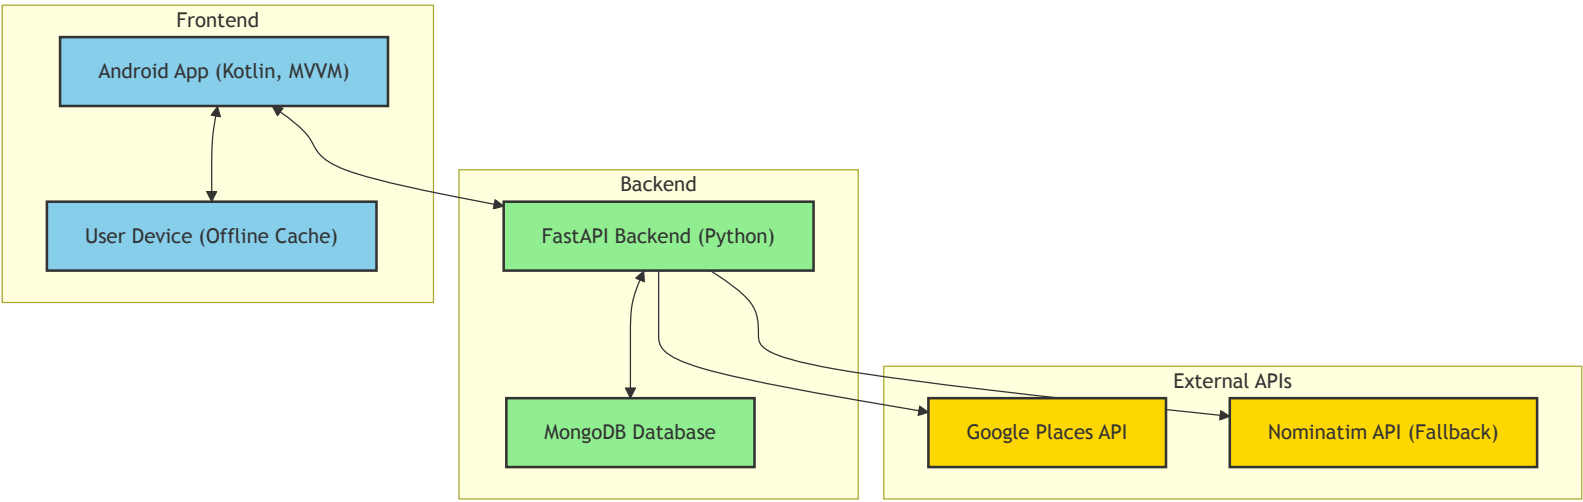 Frontend
Android App (Kotlin, MVVM)
User Device (Offline Cache)
Backend
FastAPI Backend (Python)
MongoDB Database
External APIs
Google Places API
Nominatim API (Fallback)